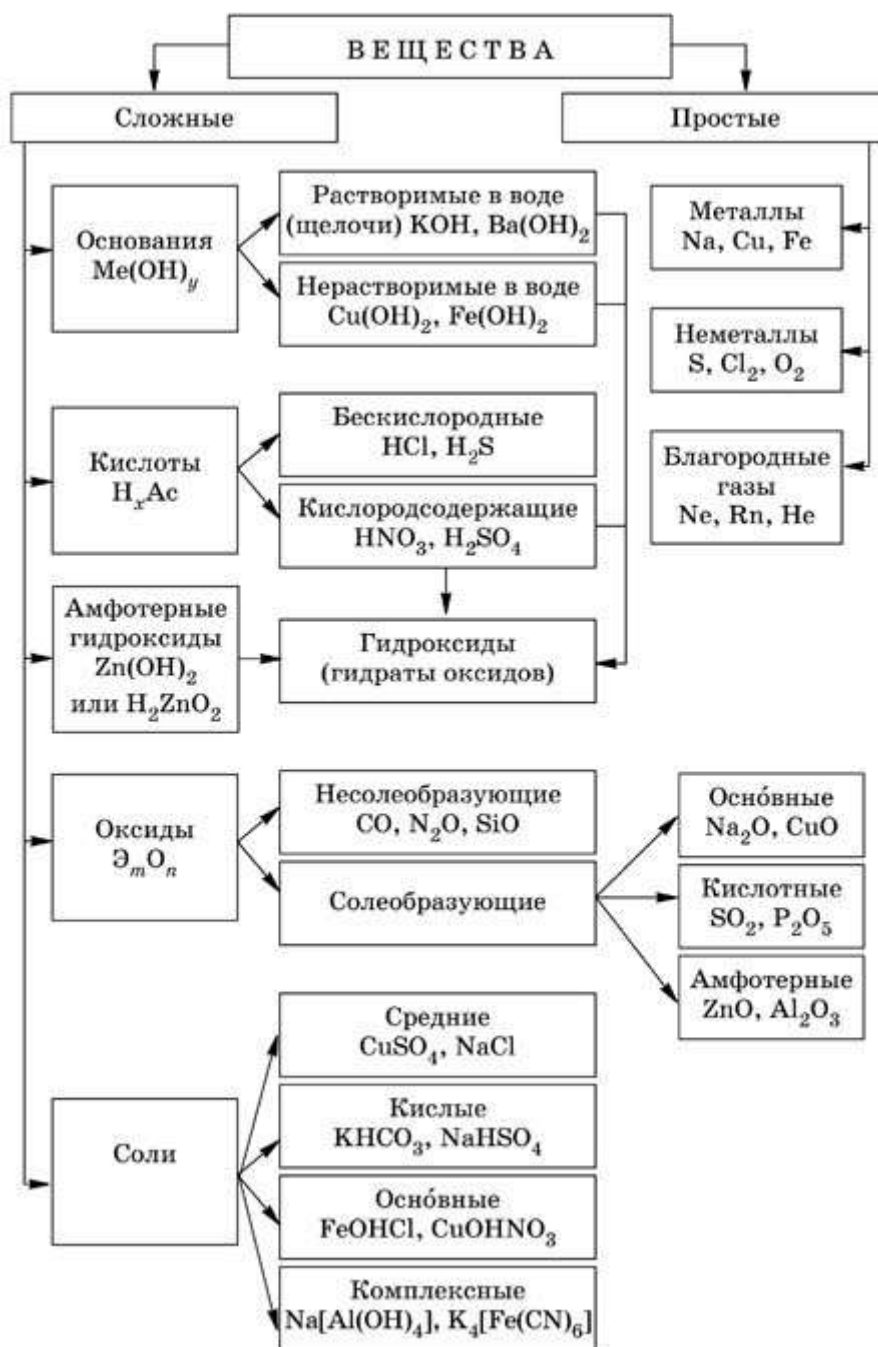 ВЕЩЕСТВА
Сложные
Простые
Основания
Me(OH)y
Растворимые в воде
(щелочи) KOH, Ba(OH)2
Нерастворимые в воде
Cu(OH)2, Fe(OH)2
Металлы
Na, Cu, Fe
Неметаллы
S, Cl2, O2
Благородные
газы
Ne, Rn, He
Кислоты
HxAc
Бескислородные
HCl, H2S
Кислородсодержащие
HNO3, H2SO4
Амфотерные
гидроксиды
Zn(OH)2
или H2ZnO2
Гидроксиды
(гидраты оксидов)
Оксиды
ЭmOn
Несолеобразующие
CO, N2O, SiO
Солеобразующие
Оснóвные
Na2O, CuO
Кислотные
SO2, P2O5
Амфотерные
ZnO, Al2O3
Соли
Средние
CuSO4, NaCl
Кислые
KHCO3, NaHSO4
Оснóвные
FeOHCl, CuOHNO3
Комплексные
Na[Al(OH)4], K4[Fe(CN)6]